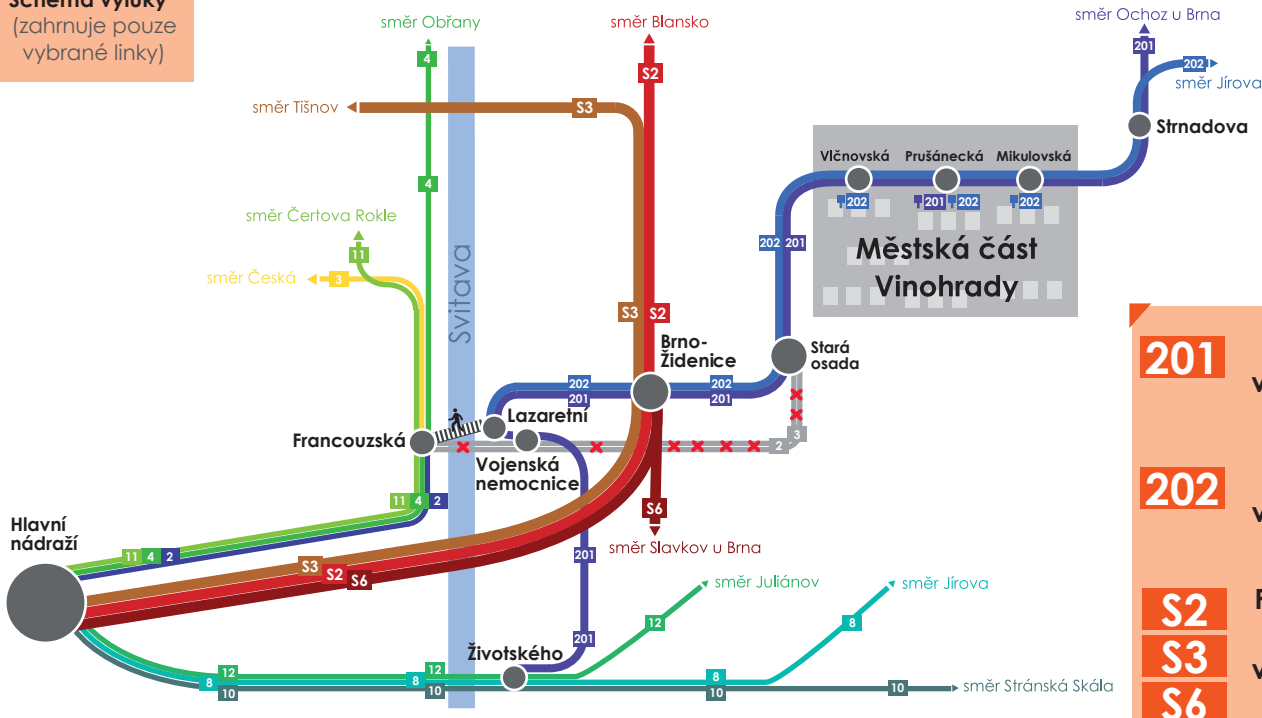 Schéma výluky
(zahrnuje pouze
vybrané linky)
směr Obřany
4
směr Blansko
S2
směr Ochoz u Brna
201
202
směr Jírova
směr Tišnov
S3
Strnadova
Vlčnovská
Prušánecká
Mikulovská
202
201
202
202
Městská část
Vinohrady
4
směr Čertova Rokle
11
směr Česká
3
Svitava
202
201
S3
S2
Brno-
Židenice
Stará
osada
202
201
202
201
Lazaretní
Francouzská
Vojenská
nemocnice
2
3
11
4
2
S6
směr Slavkov u Brna
Hlavní
nádraží
11
4
2
S3
S2
S6
201
směr Juliánov
směr Jírova
12
8
201
Životského
12
8
10
12
8
10
8
10
10
směr Stránská Skála
201
v
202
v
S2
S3
v
S6